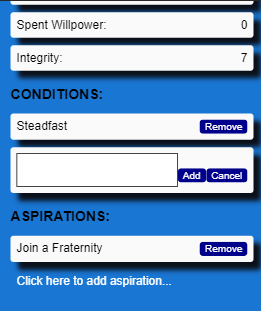 Spent Willpower: 0
Integrity: 7
CONDITIONS:
Steadfast Remove
Add Cancel
ASPIRATIONS:
Join a Fraternity Remove
Click here to add aspiration...